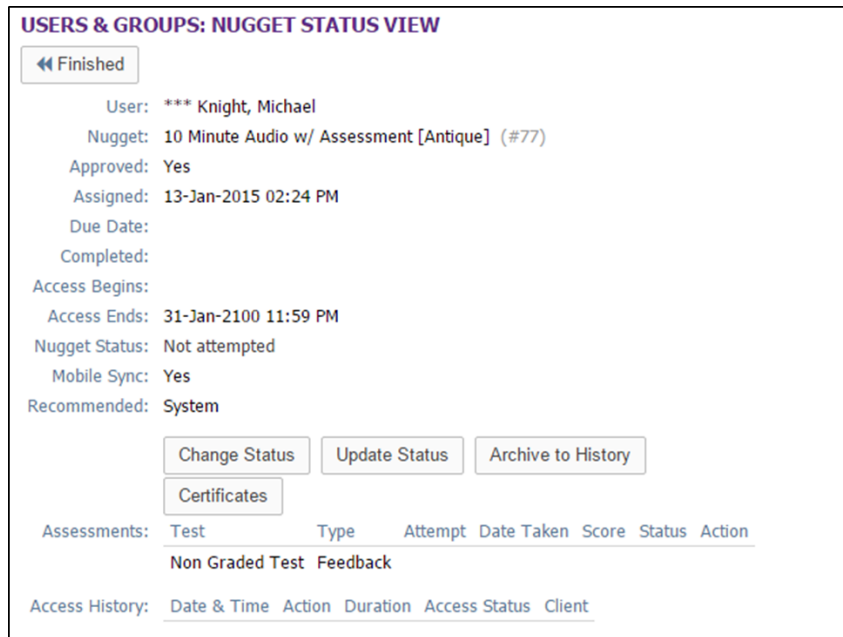 USERS & GROUPS: NUGGET STATUS VIEW
Finished
User: *** Knight, Michael
Nugget: 10 Minute Audio w/ Assessment [Antique] (#77)
Approved: Yes
Assigned: 13-Jan-2015 02:24 PM
Due Date:
Completed:
Access Begins:
Access Ends: 31-Jan-2100 11:59 PM
Nugget Status: Not attempted
Mobile Sync: Yes
Recommended: System
Change Status Update Status Archive to History
Certificates
Assessments: Test Type Attempt Date Taken Score Status Action
Non Graded Test Feedback
Access History: Date & Time Action Duration Access Status Client